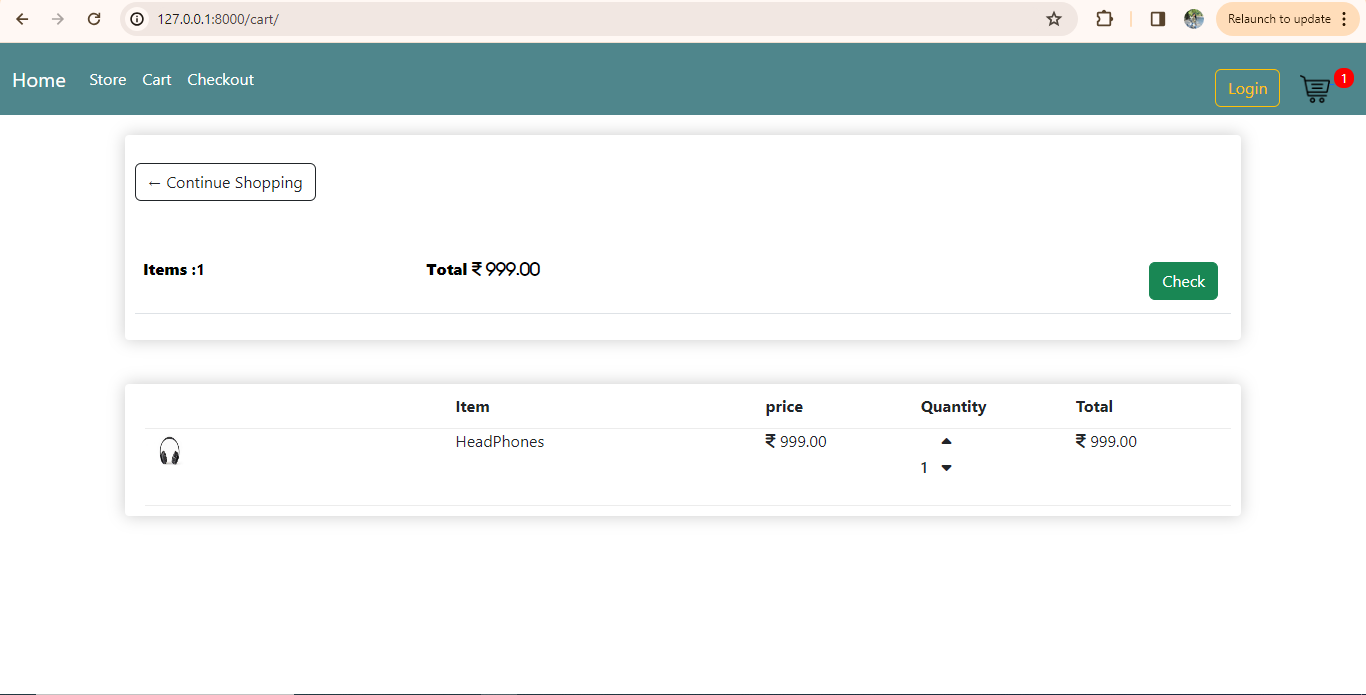 127.0.0.1:8000/cart/
Relaunch to update
Home Store Cart Checkout
Login
1
← Continue Shopping
Items :1 Total ₹ 999.00
Check
Item price Quantity Total
HeadPhones ₹ 999.00 1 ₹ 999.00